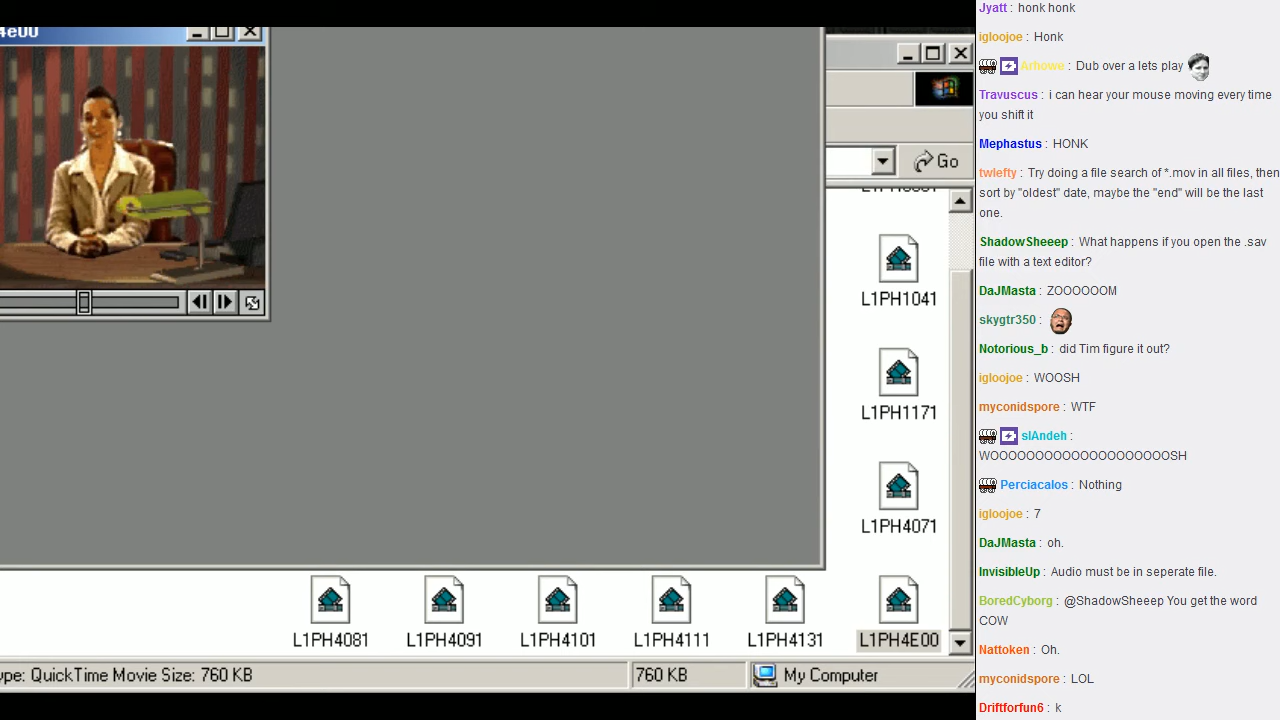 4e00
Go
L1PH1041
L1PH1171
L1PH4071
L1PH4081
L1PH4091
L1PH4101
L1PH4111
L1PH4131
L1PH4E00
ype: QuickTime Movie Size: 760 KB
760 KB
My Computer
Jyatt : honk honk
igloojoe : Honk
Arhowe : Dub over a lets play
Travuscus : i can hear your mouse moving every time
you shift it
Mephastus : HONK
twlefty : Try doing a file search of *.mov in all files, then
sort by "oldest" date, maybe the "end" will be the last
one.
ShadowSheeep : What happens if you open the .sav
file with a text editor?
DaJMasta : ZOOOOOOM
skygtr350 :
Notorious_b : did Tim figure it out?
igloojoe : WOOSH
myconidspore : WTF
slAndeh :
WOOOOOOOOOOOOOOOOOOOOSH
Perciacalos : Nothing
igloojoe : 7
DaJMasta : oh.
InvisibleUp : Audio must be in seperate file.
BoredCyborg : @ShadowSheeep You get the word
COW
Nattoken : Oh.
myconidspore : LOL
Driftforfun6 : k